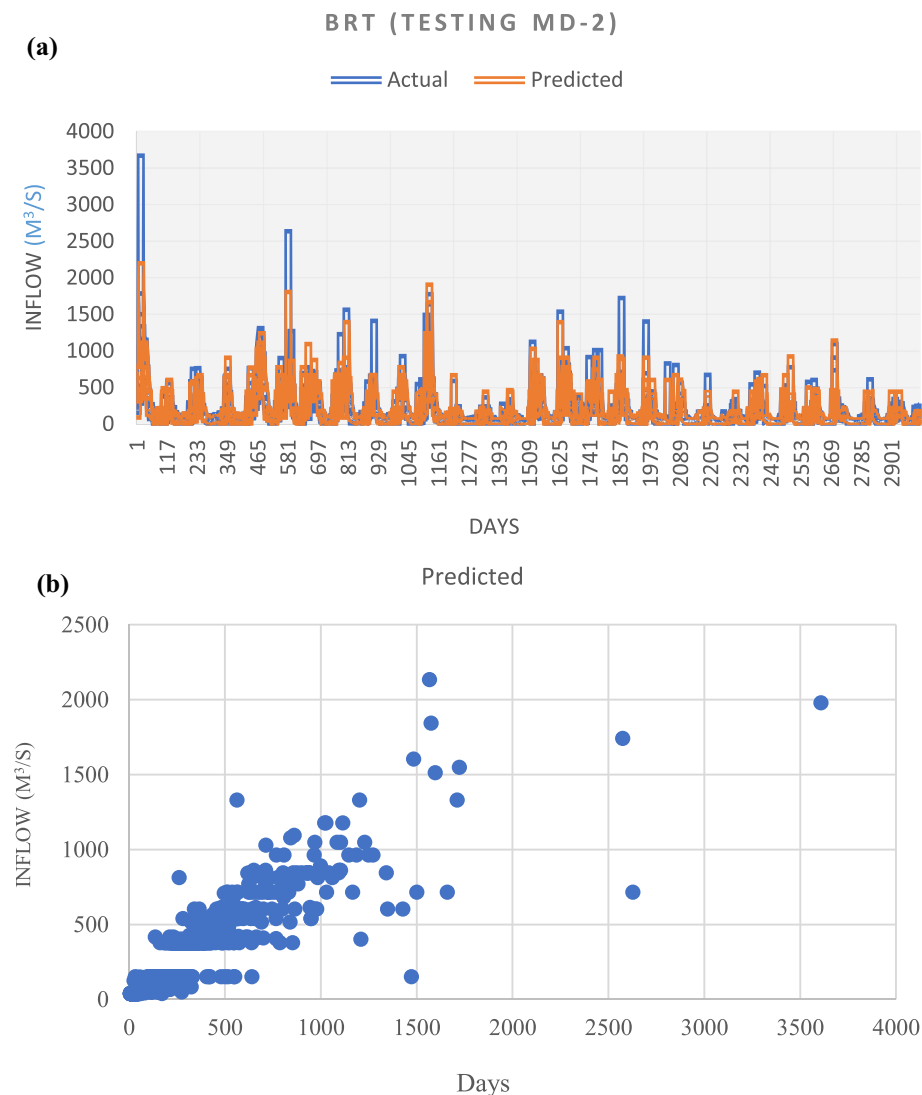 BRT (TESTING MD-2)
(a)
Actual Predicted
4000
3500
3000
2500
2000
1500
1000
500
0
INFLOW (M³/S)
1 117 233 349 465 581 697 813 929 1045 1161 1277 1393 1509 1625 1741 1857 1973 2089 2205 2321 2437 2553 2669 2785 2901
DAYS
(b)
Predicted
2500
2000
1500
1000
500
0
INFLOW (M³/S)
0 500 1000 1500 2000 2500 3000 3500 4000
Days